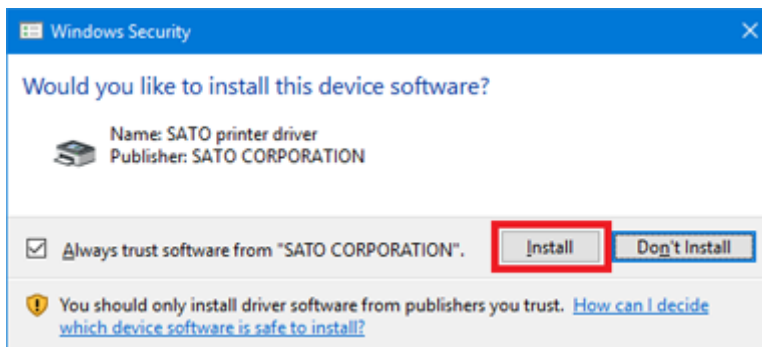 Windows Security
Would you like to install this device software?
Name: SATO printer driver
Publisher: SATO CORPORATION
Always trust software from "SATO CORPORATION".
Install
Don't Install
You should only install driver software from publishers you trust. How can I decide
which device software is safe to install?